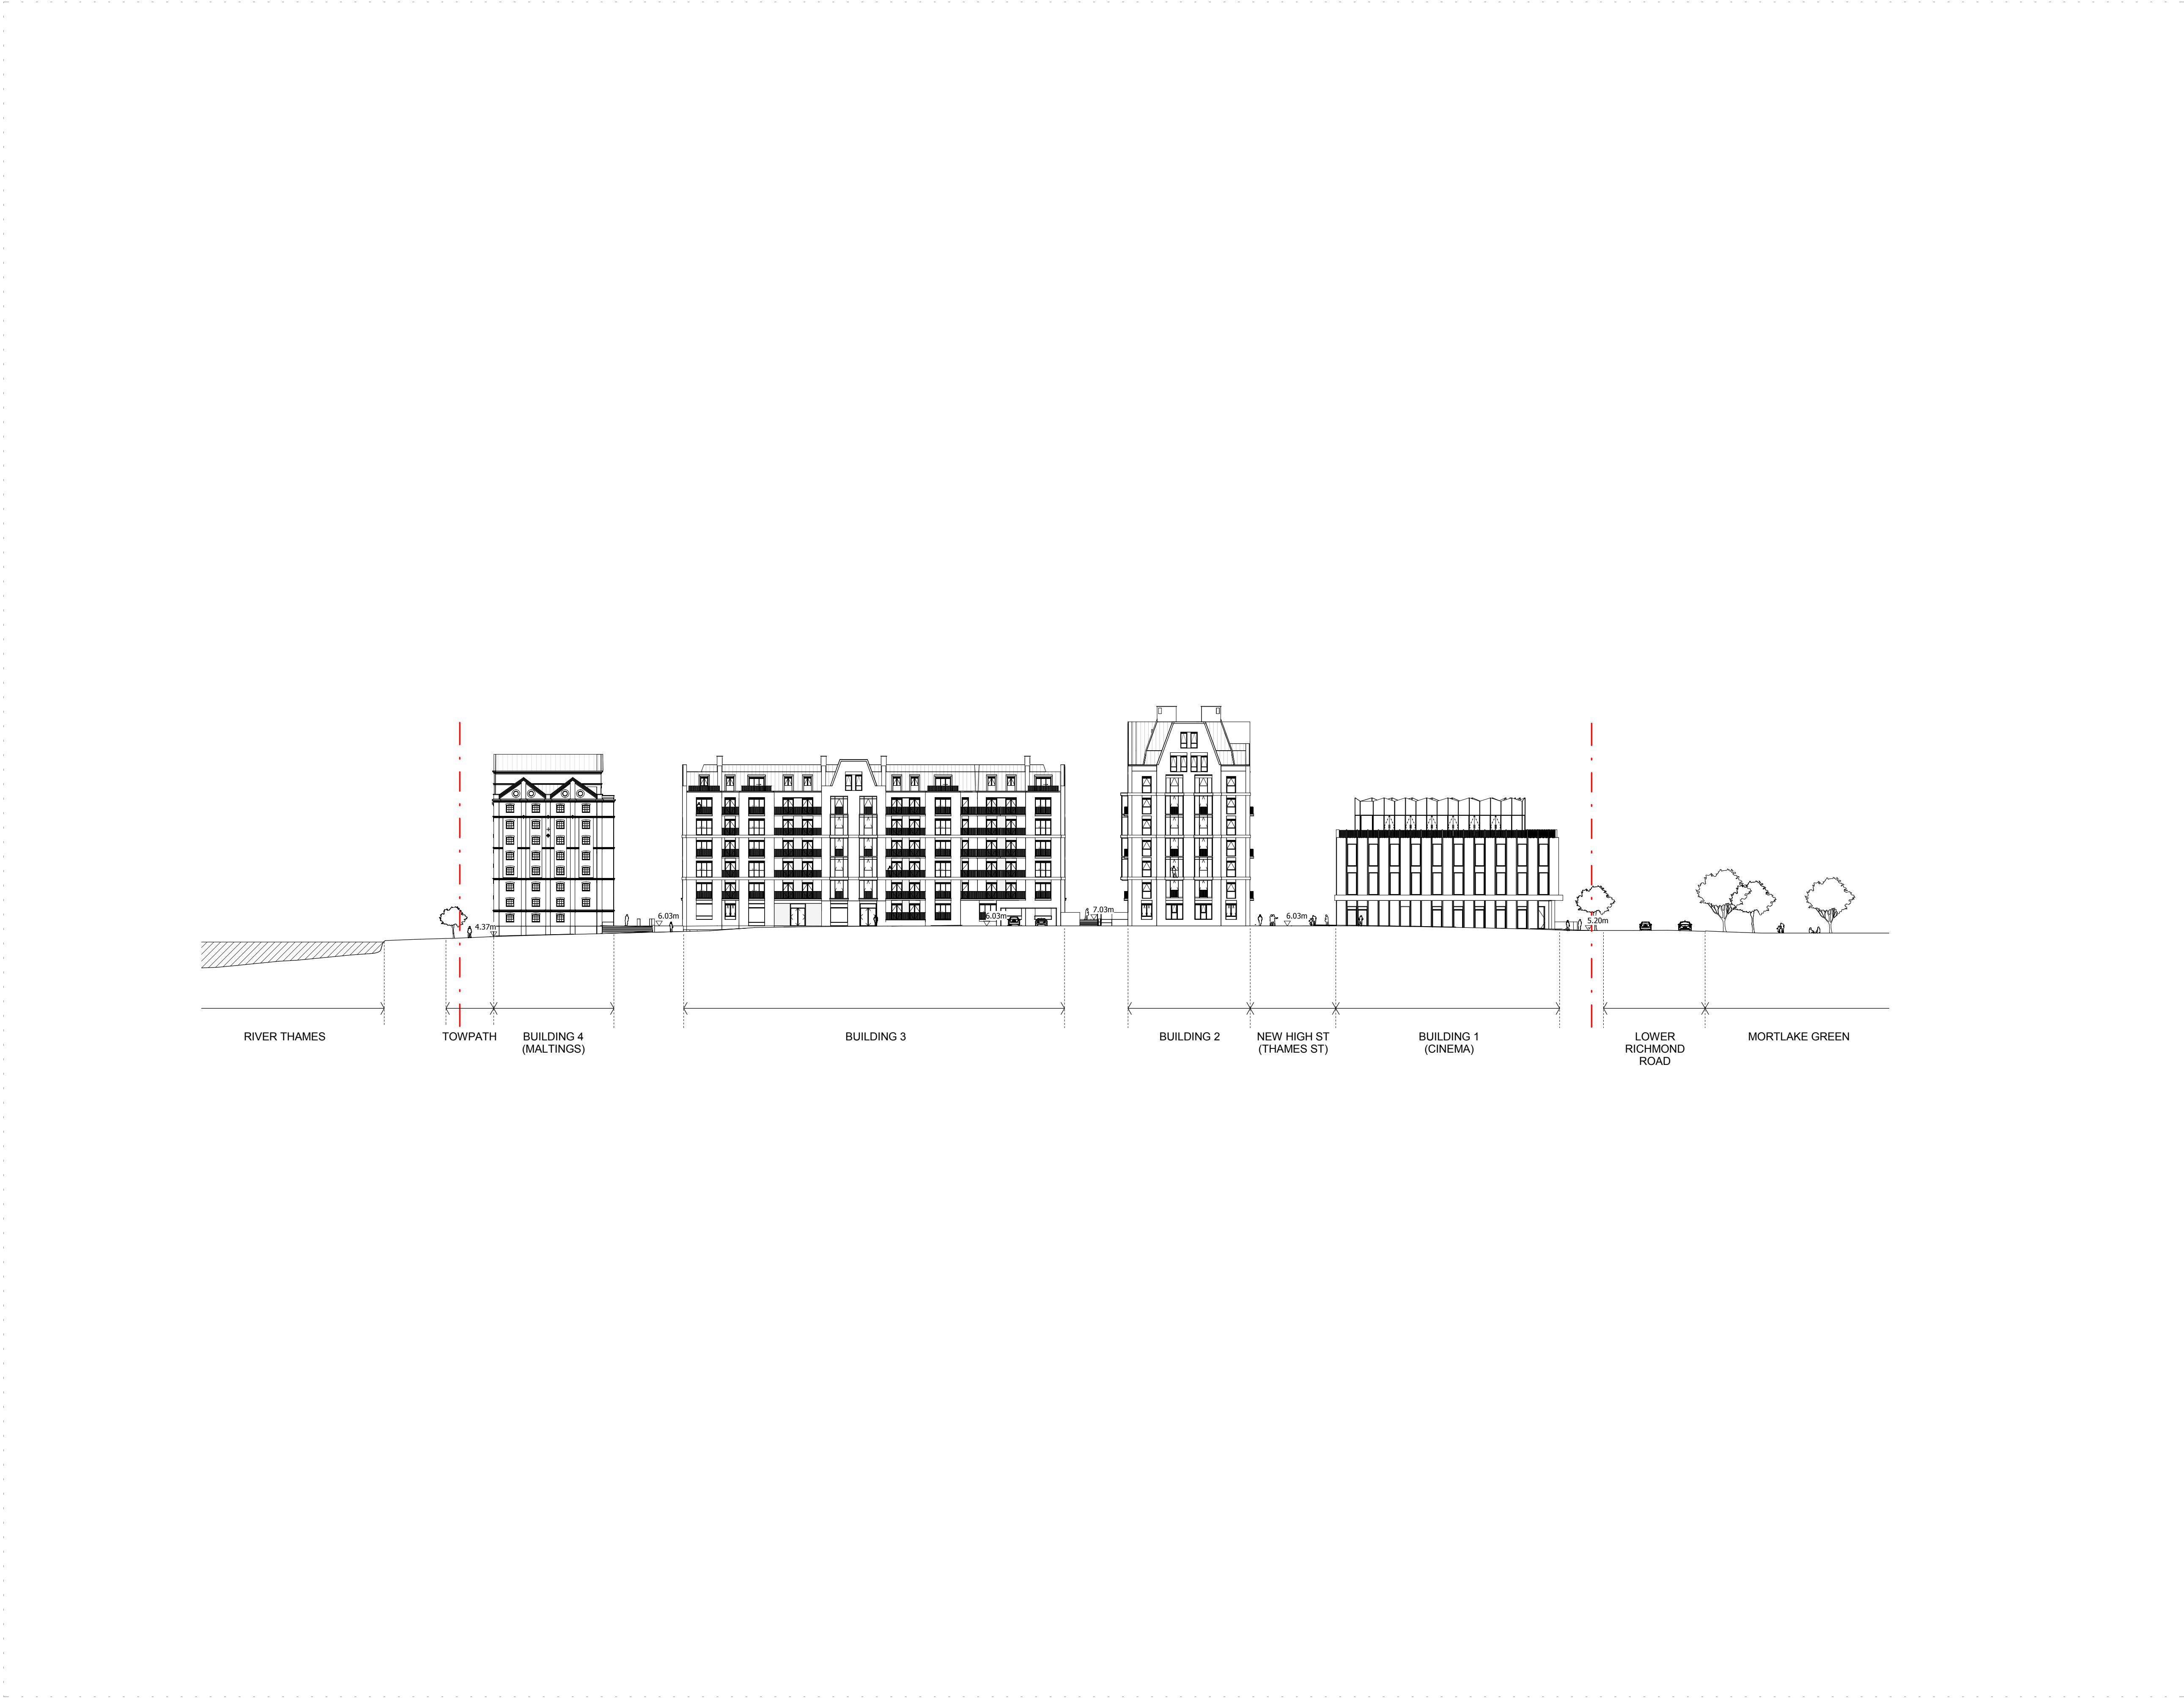 4.37m
6.03m
6.03m
7.03m
6.03m
5.20m
RIVER THAMES
TOWPATH
BUILDING 4
(MALTINGS)
BUILDING 3
BUILDING 2
NEW HIGH ST
(THAMES ST)
BUILDING 1
(CINEMA)
LOWER
RICHMOND
ROAD
MORTLAKE GREEN